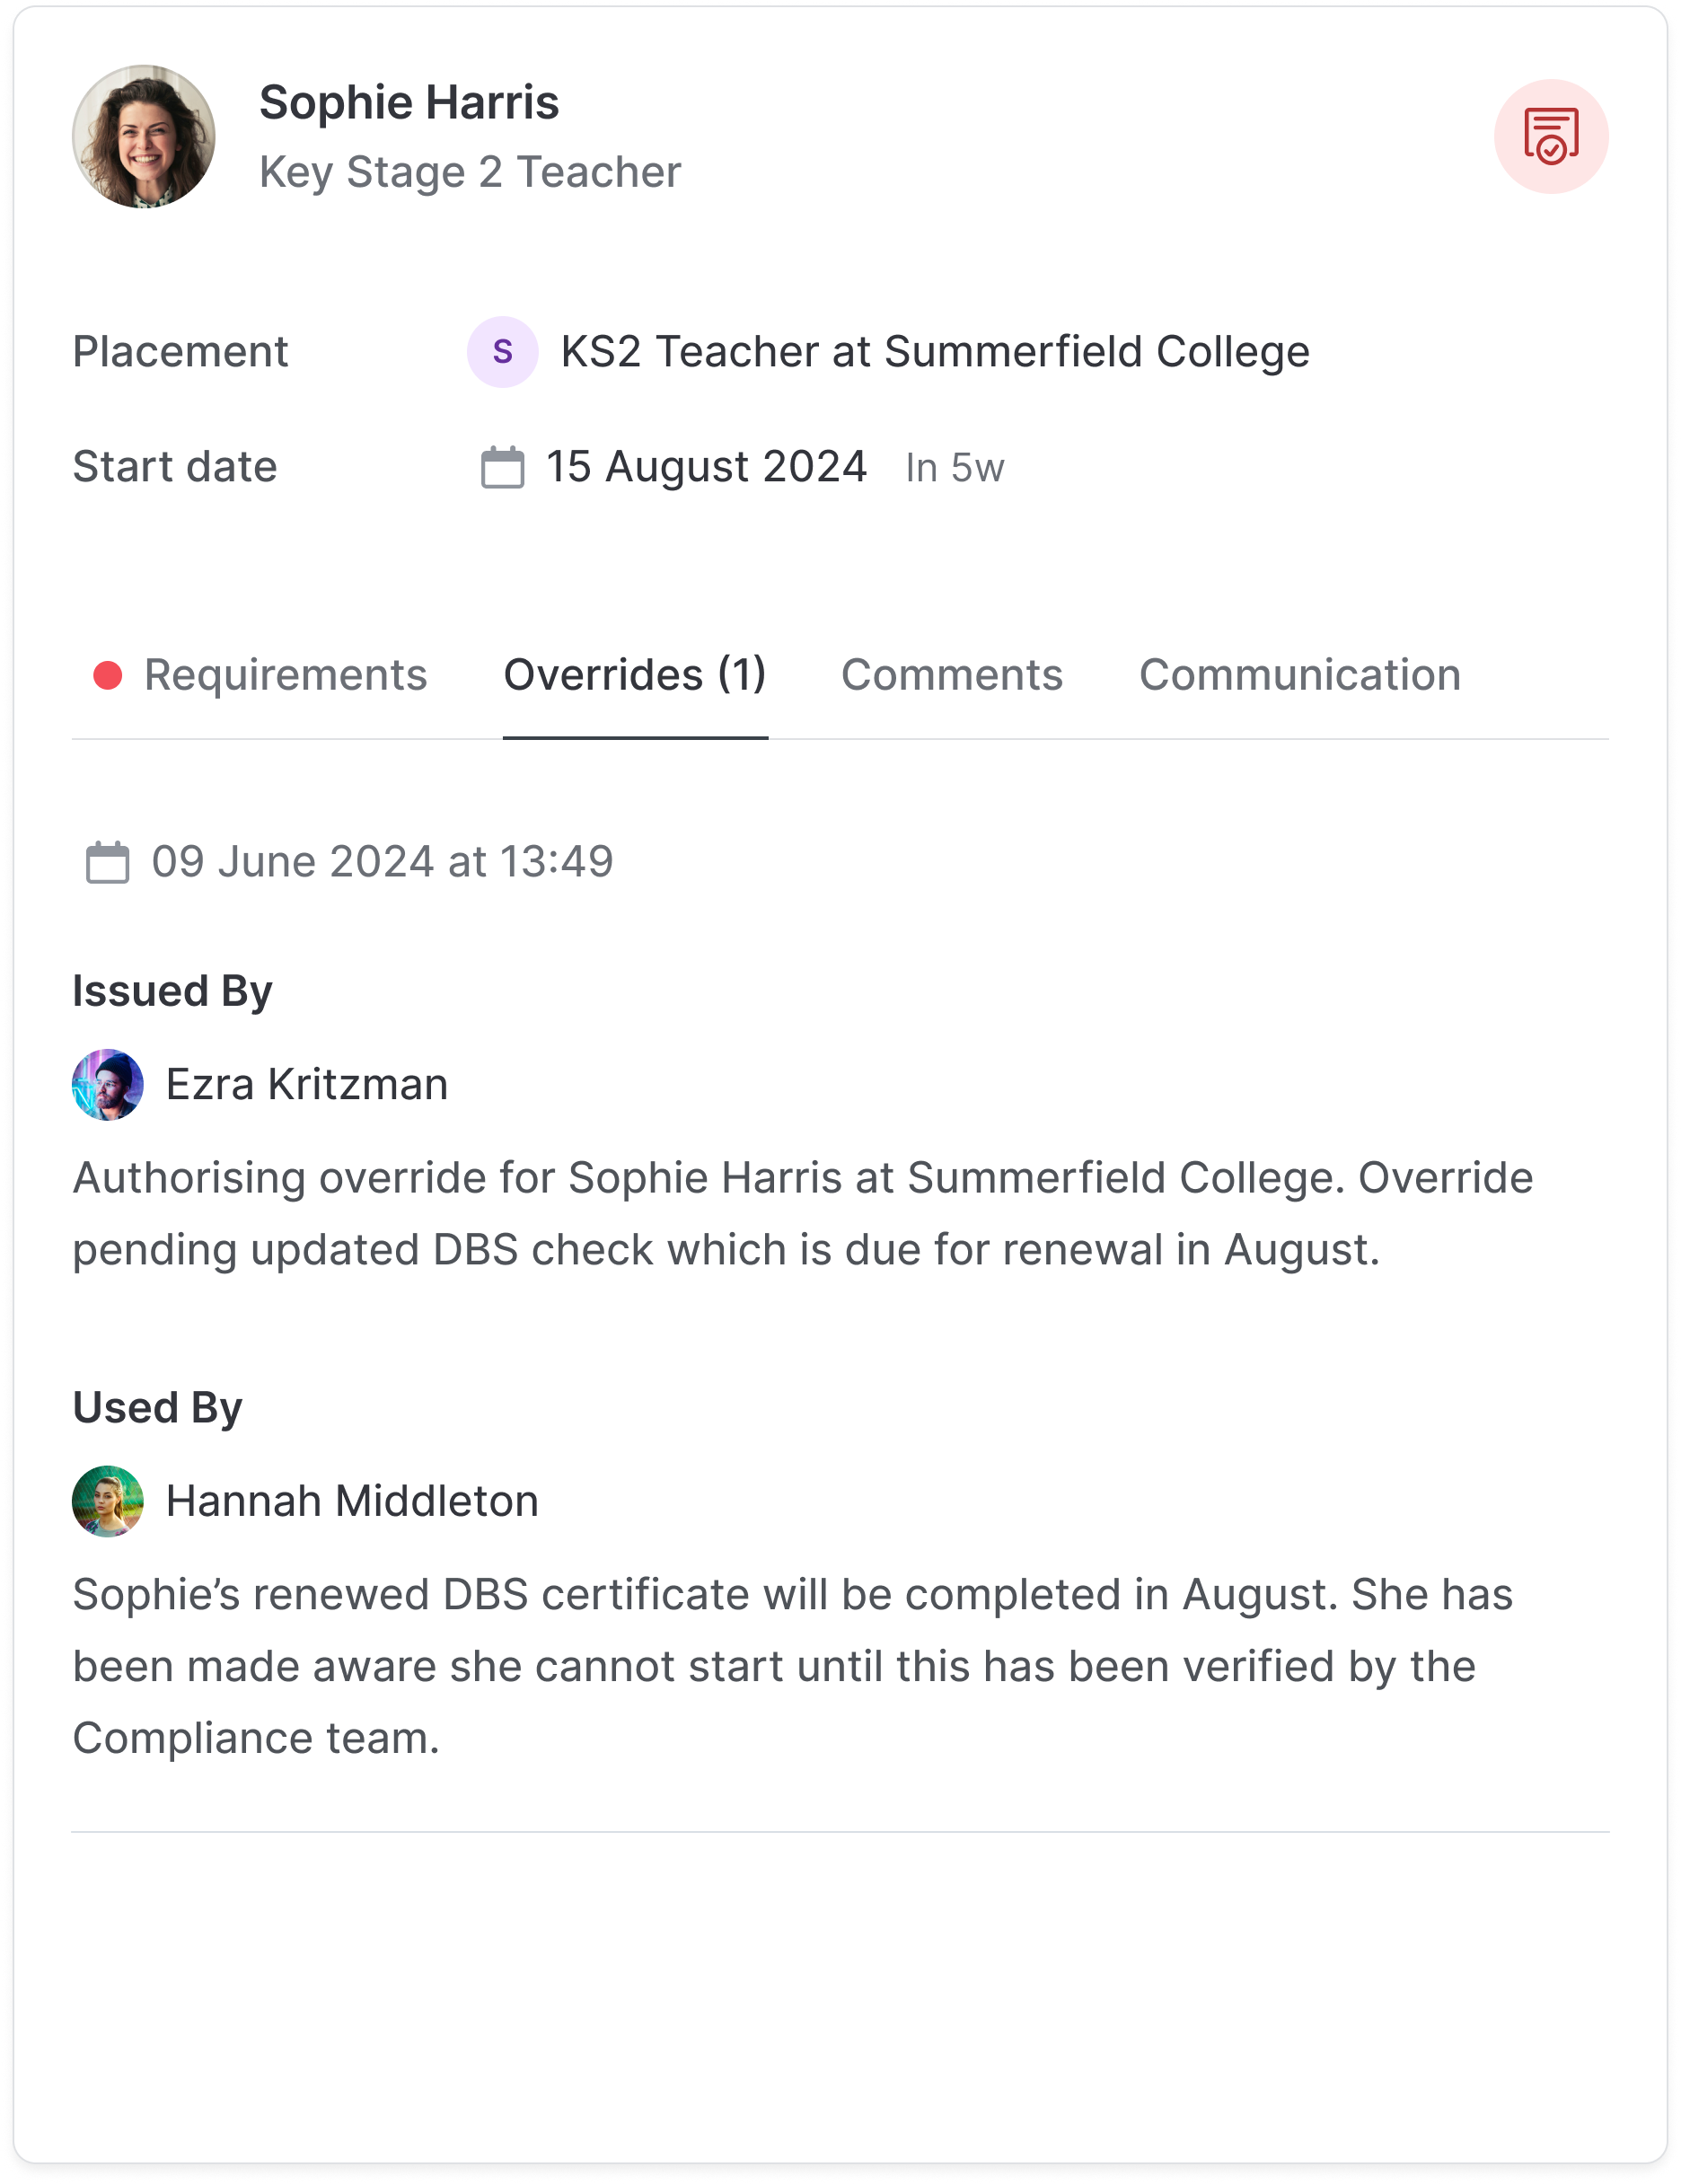 Sophie Harris
Key Stage 2 Teacher
Placement
S KS2 Teacher at Summerfield College
Start date
15 August 2024 In 5w
Requirements Overrides (1) Comments Communication
09 June 2024 at 13:49
Issued By
Ezra Kritzman
Authorising override for Sophie Harris at Summerfield College. Override
pending updated DBS check which is due for renewal in August.
Used By
Hannah Middleton
Sophie’s renewed DBS certificate will be completed in August. She has
been made aware she cannot start until this has been verified by the
Compliance team.